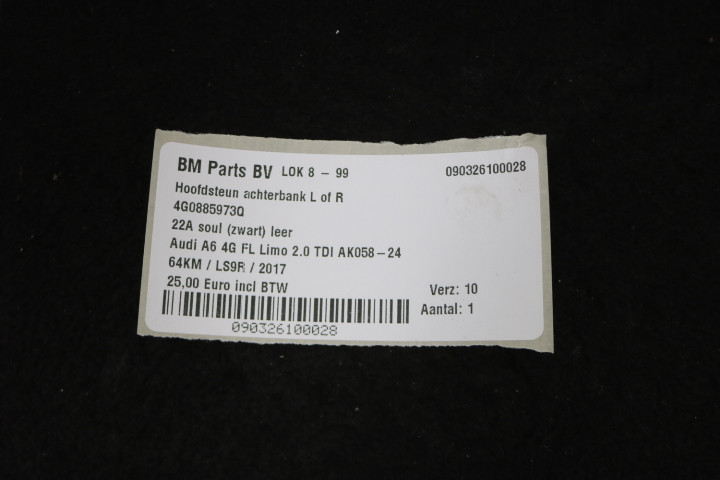 BM Parts BV LOK 8 – 99 090326100028
Hoofdsteun achterbank L of R
4G0885973Q
22A soul (zwart) leer
Audi A6 4G FL Limo 2.0 TDI AK058–24
64KM / LS9R / 2017
25,00 Euro incl BTW Verz: 10
Aantal: 1
090326100028